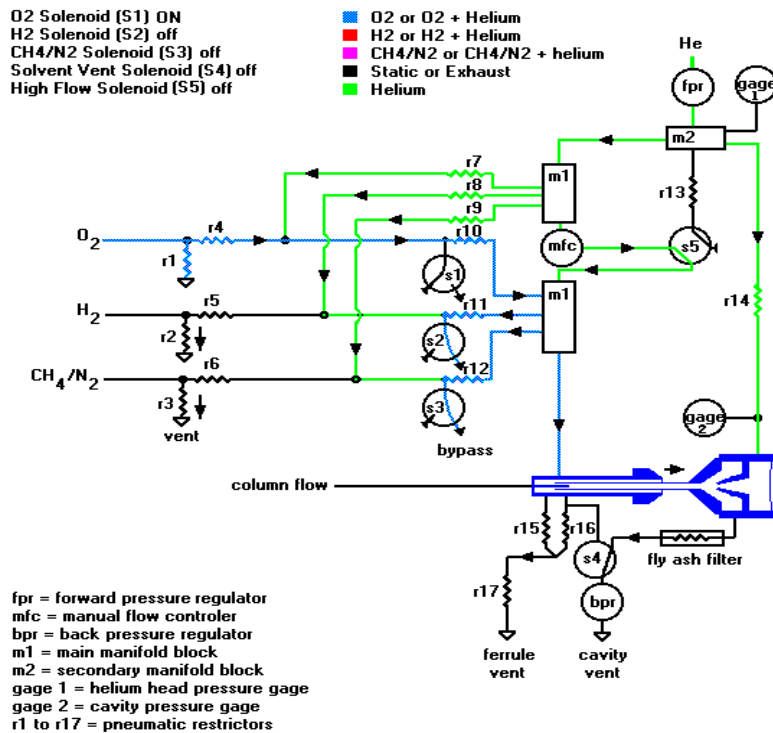 O2 Solenoid (S1) ON
H2 Solenoid (S2) off
CH4/N2 Solenoid (S3) off
Solvent Vent Solenoid (S4) off
High Flow Solenoid (S5) off
O2 or O2 + Helium
H2 or H2 + Helium
CH4/N2 or CH4/N2 + helium
Static or Exhaust
Helium
He
fpr
gage 1
m2
r7
m1
r8
r13
r9
r4
r10
O2
mfc
s5
r1
s1
m1
r14
r5
r11
H2
r2
s2
r6
r12
CH4/N2
r3
s3
gage 2
vent
bypass
column flow
r15
r16
s4
fly ash filter
r17
bpr
ferrule vent
cavity vent
fpr = forward pressure regulator
mfc = manual flow controler
bpr = back pressure regulator
m1 = main manifold block
m2 = secondary manifold block
gage 1 = helium head pressure gage
gage 2 = cavity pressure gage
r1 to r17 = pneumatic restrictors